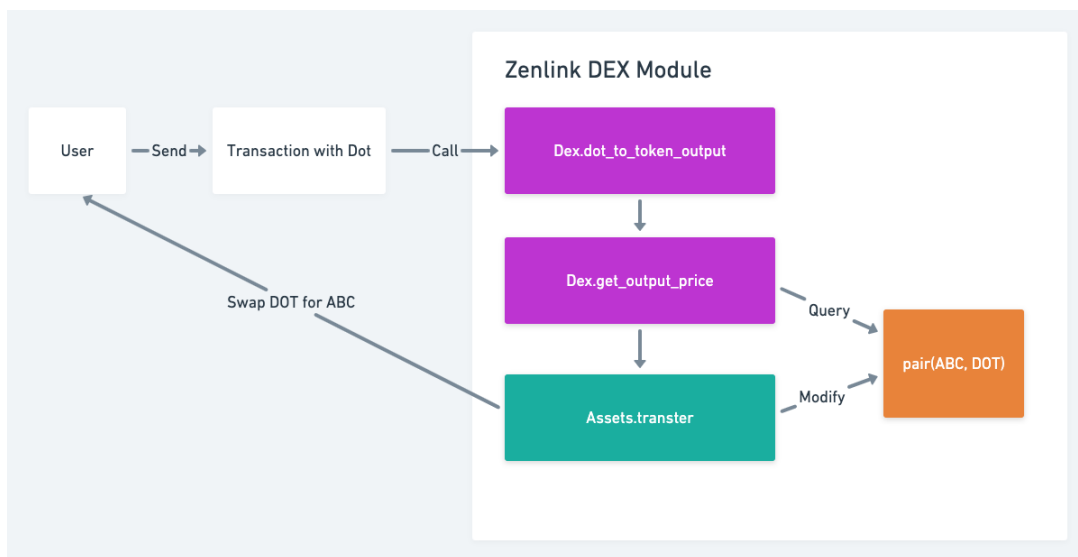 Zenlink DEX Module
User
Send
Transaction with Dot
Call
Dex.dot_to_token_output
Dex.get_output_price
Swap DOT for ABC
Query
pair(ABC, DOT)
Modify
Assets.transter